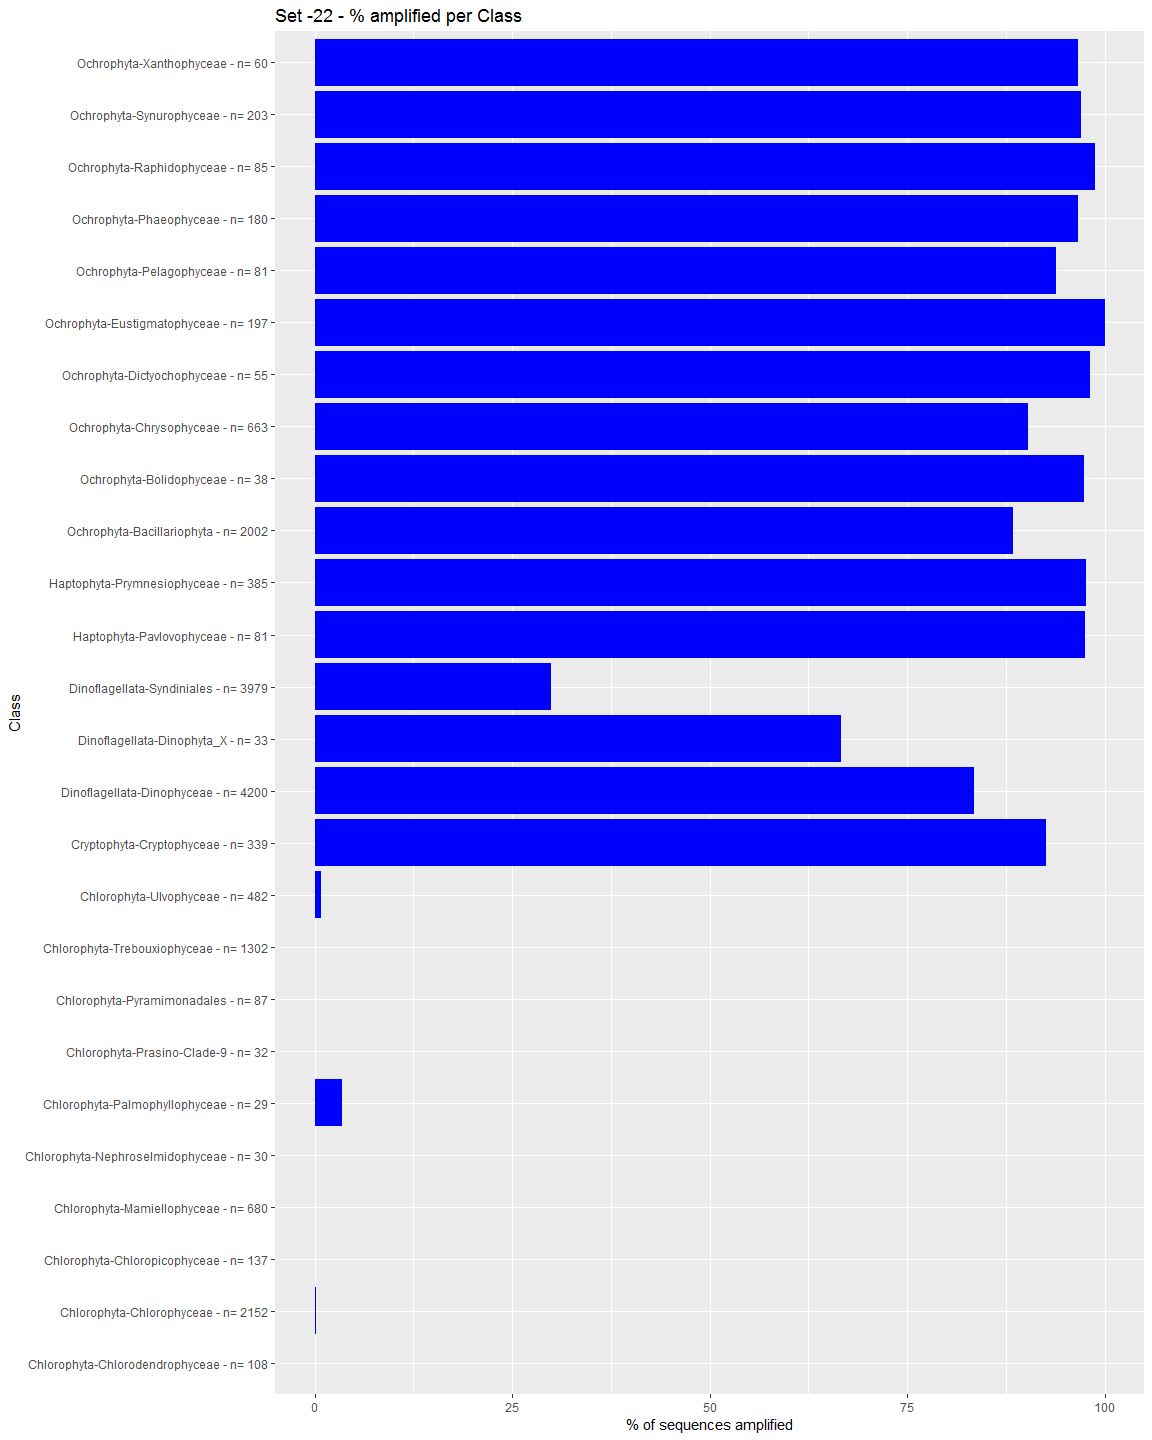 Set -22 - % amplified per Class
Ochrophyta-Xanthophyceae - n= 60
Ochrophyta-Synurophyceae - n= 203
Ochrophyta-Raphidophyceae - n= 85
Ochrophyta-Phaeophyceae - n= 180
Ochrophyta-Pelagophyceae - n= 81
Ochrophyta-Eustigmatophyceae - n= 197
Ochrophyta-Dictyochophyceae - n= 55
Ochrophyta-Chrysophyceae - n= 663
Ochrophyta-Bolidophyceae - n= 38
Ochrophyta-Bacillariophyta - n= 2002
Haptophyta-Prymnesiophyceae - n= 385
Haptophyta-Pavlovophyceae - n= 81
Dinoflagellata-Syndiniales - n= 3979
Dinoflagellata-Dinophyta_X - n= 33
Dinoflagellata-Dinophyceae - n= 4200
Cryptophyta-Cryptophyceae - n= 339
Chlorophyta-Ulvophyceae - n= 482
Chlorophyta-Trebouxiophyceae - n= 1302
Chlorophyta-Pyramimonadales - n= 87
Chlorophyta-Prasino-Clade-9 - n= 32
Chlorophyta-Palmophyllophyceae - n= 29
Chlorophyta-Nephroselmidophyceae - n= 30
Chlorophyta-Mamiellophyceae - n= 680
Chlorophyta-Chloropicophyceae - n= 137
Chlorophyta-Chlorophyceae - n= 2152
Chlorophyta-Chlorodendrophyceae - n= 108
Class
0 25 50 75 100
% of sequences amplified